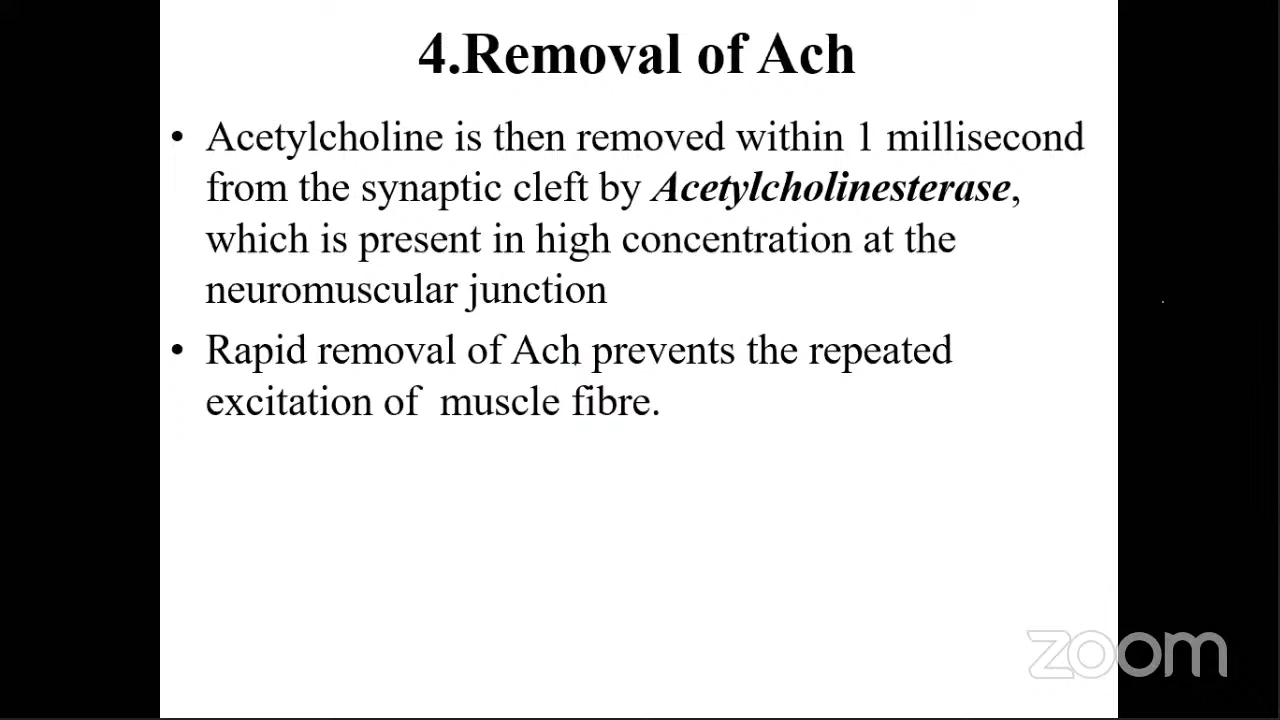 4.Removal of Ach
• Acetylcholine is then removed within 1 millisecond
from the synaptic cleft by Acetylcholinesterase,
which is present in high concentration at the
neuromuscular junction
• Rapid removal of Ach prevents the repeated
excitation of  muscle fibre.
zoom